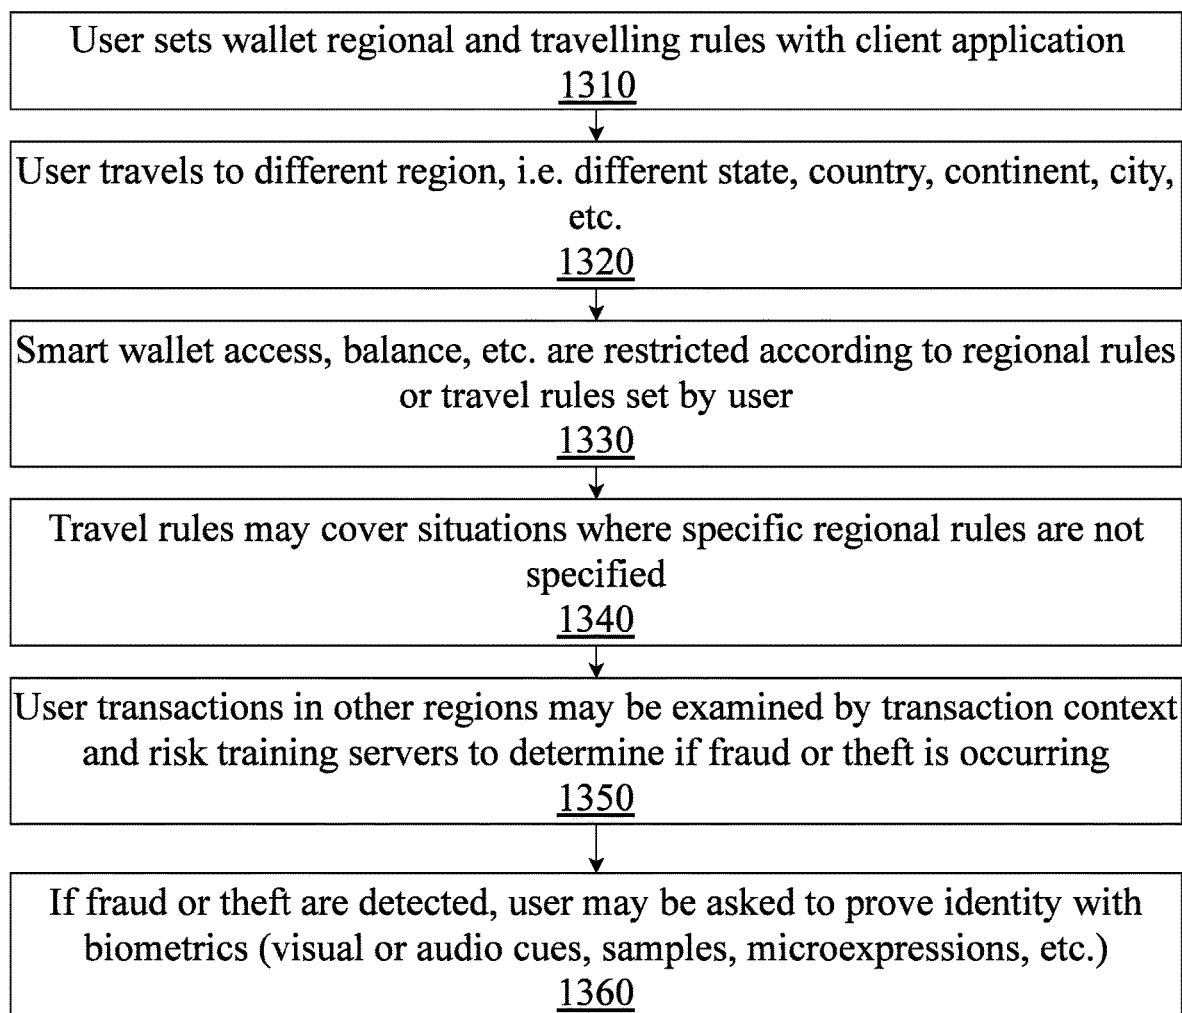 User sets wallet regional and travelling rules with client application
1310
User travels to different region, i.e. different state, country, continent, city,
etc.
1320
Smart wallet access, balance, etc. are restricted according to regional rules
or travel rules set by user
1330
Travel rules may cover situations where specific regional rules are not
specified
1340
User transactions in other regions may be examined by transaction context
and risk training servers to determine if fraud or theft is occurring
1350
If fraud or theft are detected, user may be asked to prove identity with
biometrics (visual or audio cues, samples, microexpressions, etc.)
1360